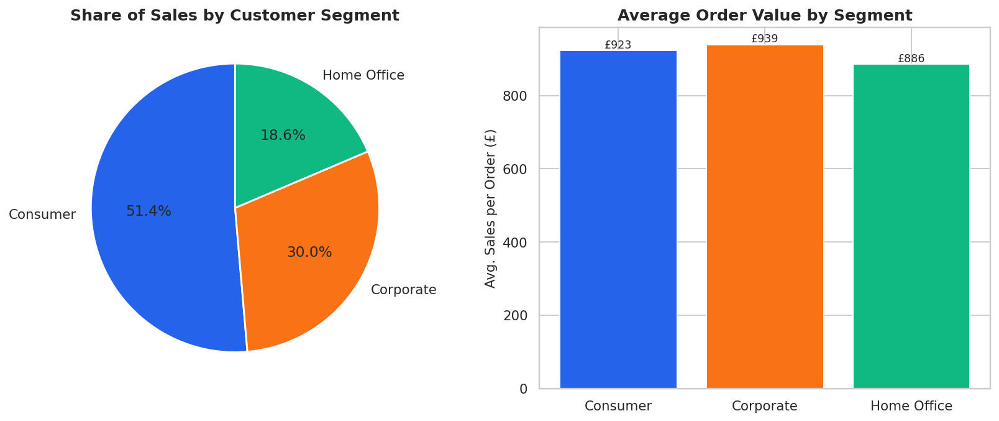 Share of Sales by Customer Segment
Home Office
18.6%
Consumer
51.4%
30.0%
Corporate
Average Order Value by Segment
£923
£939
£886
Avg. Sales per Order (£)
800
600
400
200
0
Consumer
Corporate
Home Office